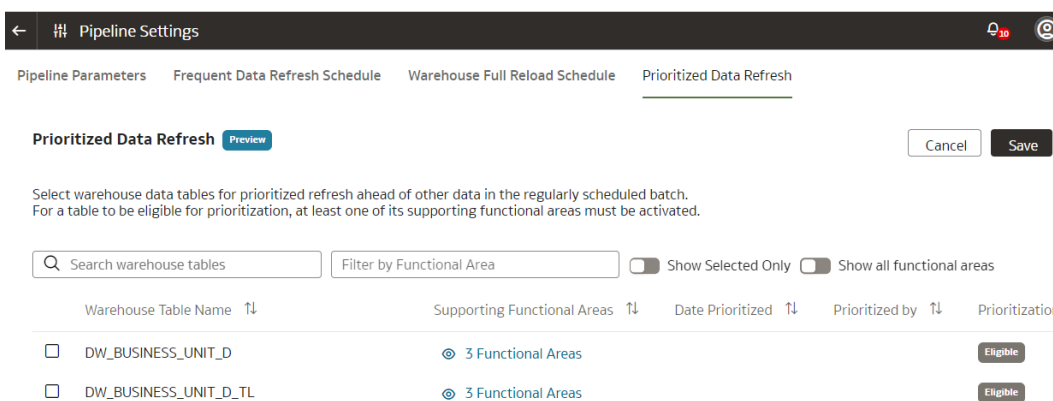 Pipeline Settings 10
Pipeline Parameters Frequent Data Refresh Schedule Warehouse Full Reload Schedule Prioritized Data Refresh
Prioritized Data Refresh Preview Cancel Save
Select warehouse data tables for prioritized refresh ahead of other data in the regularly scheduled batch.
For a table to be eligible for prioritization, at least one of its supporting functional areas must be activated.
Search warehouse tables Filter by Functional Area Show Selected Only Show all functional areas
Warehouse Table Name Supporting Functional Areas Date Prioritized Prioritized by Prioritization
DW_BUSINESS_UNIT_D 3 Functional Areas Eligible
DW_BUSINESS_UNIT_D_TL 3 Functional Areas Eligible